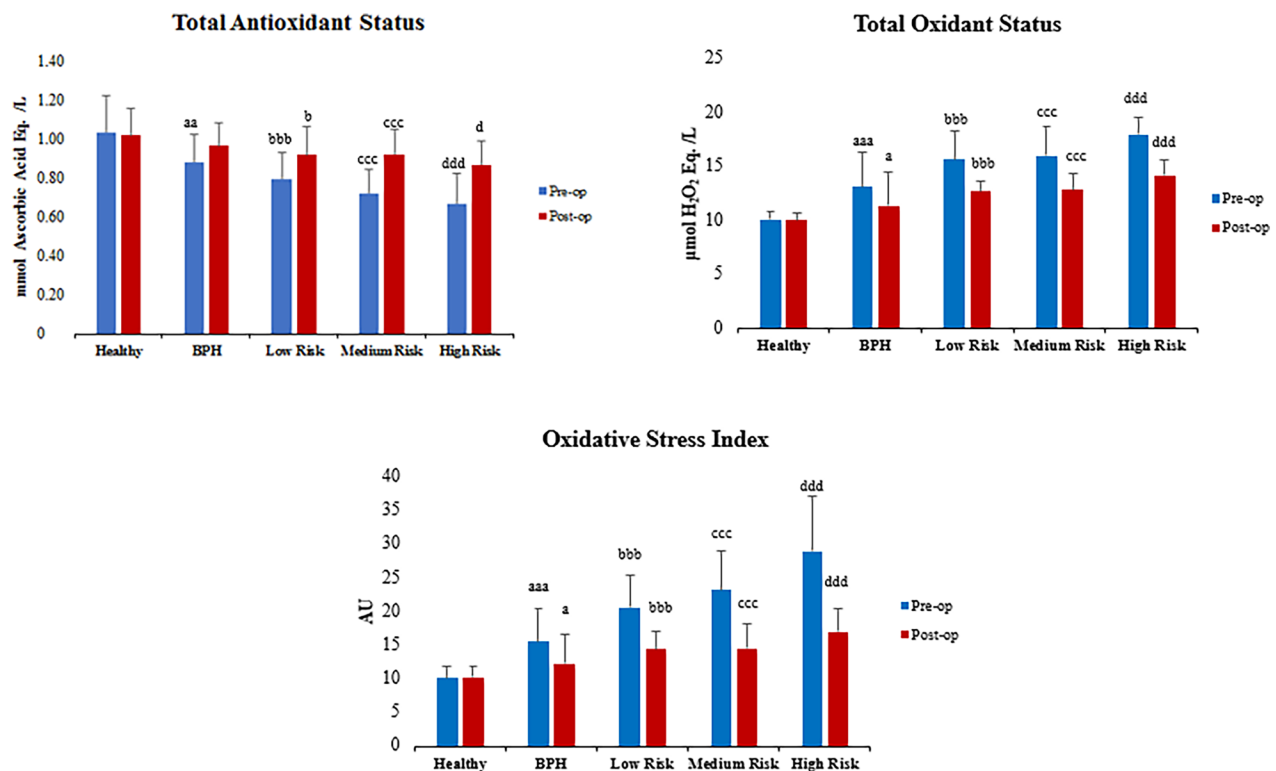 Total Antioxidant Status
mmol Ascorbic Acid Eq. /L
1.40
1.20
1.00
0.80
0.60
0.40
0.20
0
aa
bbb
b
ccc
ccc
ddd
d
Pre-op
Post-op
Healthy
BPH
Low Risk
Medium Risk
High Risk
Total Oxidant Status
µmol H₂O₂ Eq. /L
25
20
15
10
5
0
aaa
a
bbb
bbb
ccc
ccc
ddd
ddd
Pre-op
Post-op
Healthy
BPH
Low Risk
Medium Risk
High Risk
Oxidative Stress Index
AU
40
35
30
25
20
15
10
5
0
aaa
a
bbb
bbb
ccc
ccc
ddd
ddd
Pre-op
Post-op
Healthy
BPH
Low Risk
Medium Risk
High Risk